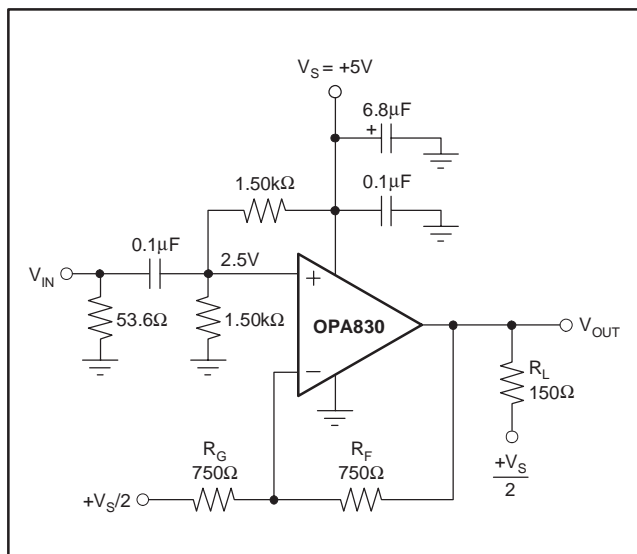 V_S = +5V
6.8μF
+
1.50kΩ
0.1μF
0.1μF
2.5V
V_IN
+
53.6Ω
1.50kΩ
OPA830
V_OUT
−
R_L
150Ω
R_G
750Ω
R_F
750Ω
+V_S/2
+V_S
2